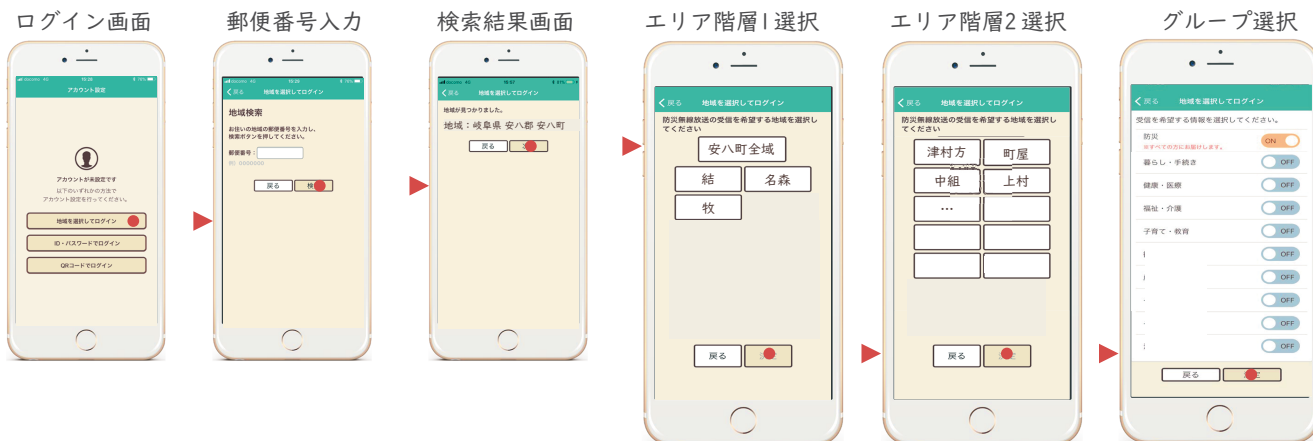 ログイン画面
郵便番号入力
検索結果画面
エリア階層1選択
エリア階層2選択
グループ選択
docomo 4G 10:28
アカウント設定
アカウントが未設定です
以下のいずれかの方法で
アカウント設定を行ってください。
地域を選択してログイン
ID・パスワードでログイン
QRコードでログイン
docomo 4G 10:29 76%
戻る 地域を選択してログイン
地域検索
お住いの地域の郵便番号を入力し、
検索ボタンを押してください。
郵便番号：
例）0000000
戻る 検
docomo 4G 10:57
戻る 地域を選択してログイン
地域が見つかりました。
地域：岐阜県 安八郡 安八町
戻る
戻る 地域を選択してログイン
防災無線放送の受信を希望する地域を選択し
てください
安八町全域
結 名森
牧
戻る
戻る 地域を選択してログイン
防災無線放送の受信を希望する地域を選択し
てください
津村方 町屋
中組 上村
…
戻る
戻る 地域を選択してログイン
受信を希望する情報を選択してください。
防災 ON
※すべての方にお届けします。
暮らし・手続き OFF
健康・医療 OFF
福祉・介護 OFF
子育て・教育 OFF
OFF
OFF
OFF
OFF
OFF
戻る